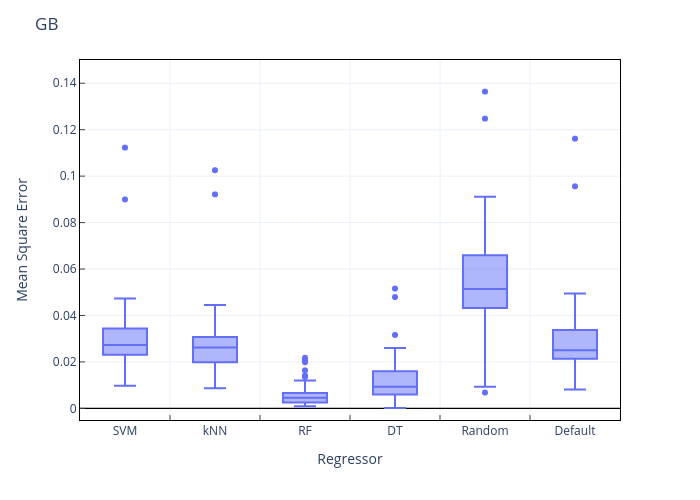 GB
Mean Square Error
0.14
0.12
0.1
0.08
0.06
0.04
0.02
0
SVM kNN RF DT Random Default
Regressor